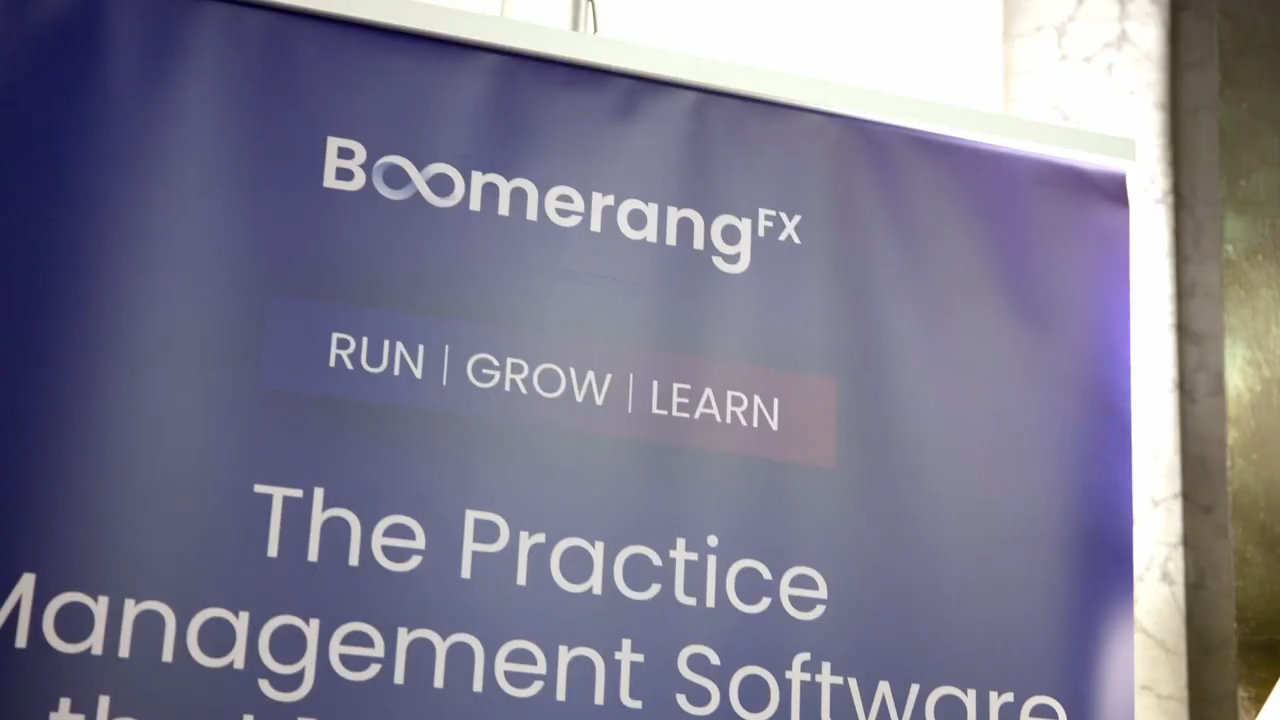 BoomerangFX
RUN | GROW | LEARN
The Practice
Management Software